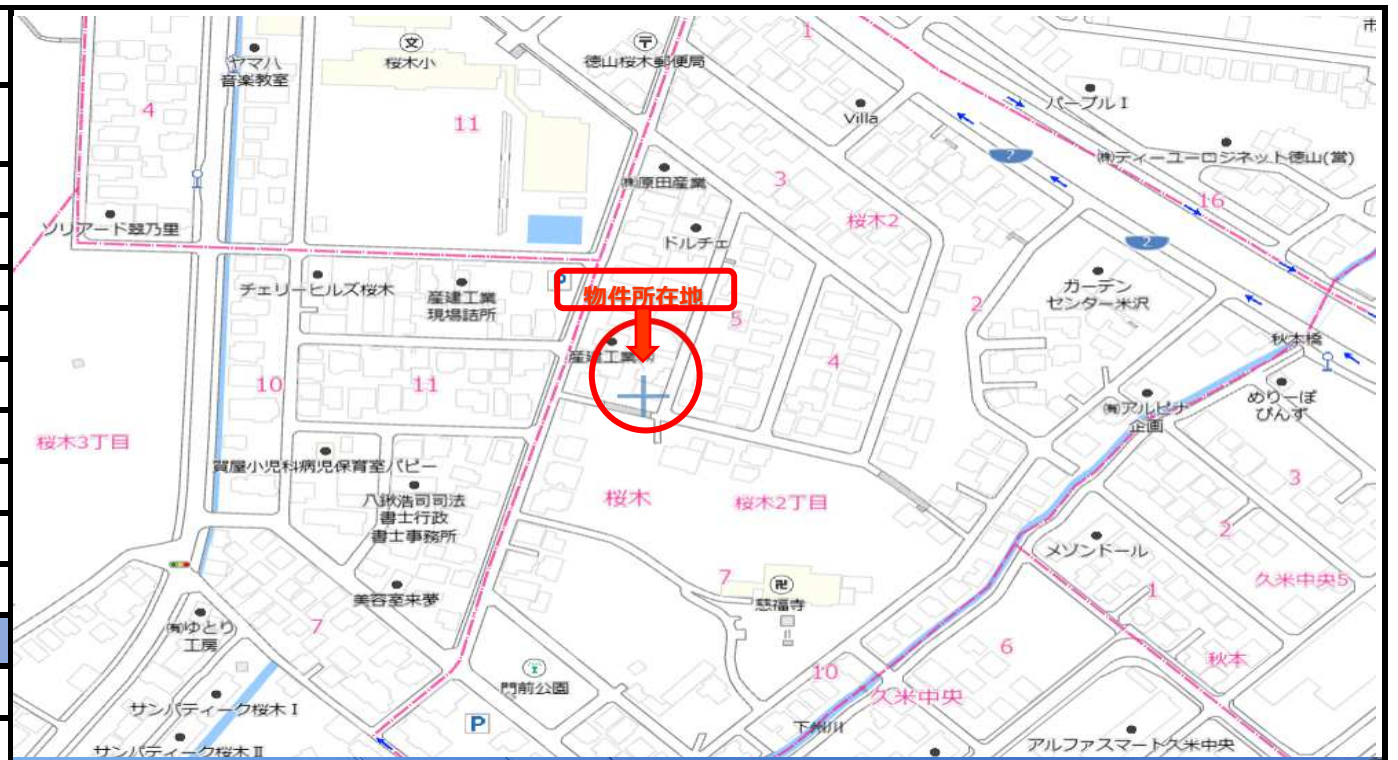 市
1
文
桜木小
〒
徳山桜木郵便局
ヤマハ
音楽教室
パープルⅠ
Villa
4
11
2
㈱ティーユーロジネット徳山(営)
㈱原田産業
3
16
桜木2
ソリアード翠乃里
ドルチェ
2
チェリーヒルズ桜木
産建工業
現場詰所
P
物件所在地
ガーデン
センター米沢
5
2
秋本橋
産建工業㈱
4
10
11
㈲アルピナ
企画
めりーぽ
びんず
桜木3丁目
賀屋小児科病児保育室パピー
3
八鍬浩司司法
書士行政
書士事務所
桜木
桜木2丁目
2
メゾンドール
7
卍
慈福寺
1
久米中央5
美容室来夢
㈲ゆとり
工房
7
6
秋本
門前公園
10
久米中央
サンパティーク桜木Ⅰ
P
下州川
サンパティーク桜木Ⅱ
アルファスマート久米中央